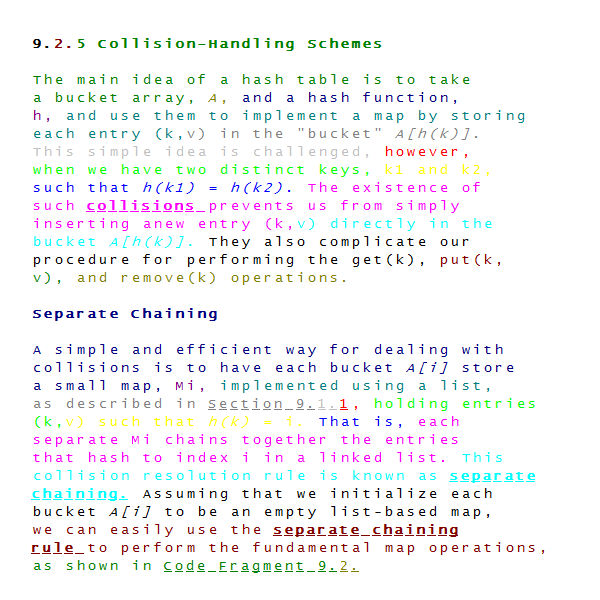 9.2.5 Collision-Handling Schemes
The main idea of a hash table is to take
a bucket array, A, and a hash function,
h, and use them to implement a map by storing
each entry (k,v) in the "bucket" A[h(k)].
This simple idea is challenged, however,
when we have two distinct keys, k1 and k2,
such that h(k1) = h(k2). The existence of
such collisions prevents us from simply
inserting anew entry (k,v) directly in the
bucket A[h(k)]. They also complicate our
procedure for performing the get(k), put(k,
v), and remove(k) operations.
Separate Chaining
A simple and efficient way for dealing with
collisions is to have each bucket A[i] store
a small map, Mi, implemented using a list,
as described in Section 9.1.1, holding entries
(k,v) such that h(k) = i. That is, each
separate Mi chains together the entries
that hash to index i in a linked list. This
collision resolution rule is known as separate
chaining. Assuming that we initialize each
bucket A[i] to be an empty list-based map,
we can easily use the separate chaining
rule to perform the fundamental map operations,
as shown in Code Fragment 9.2.